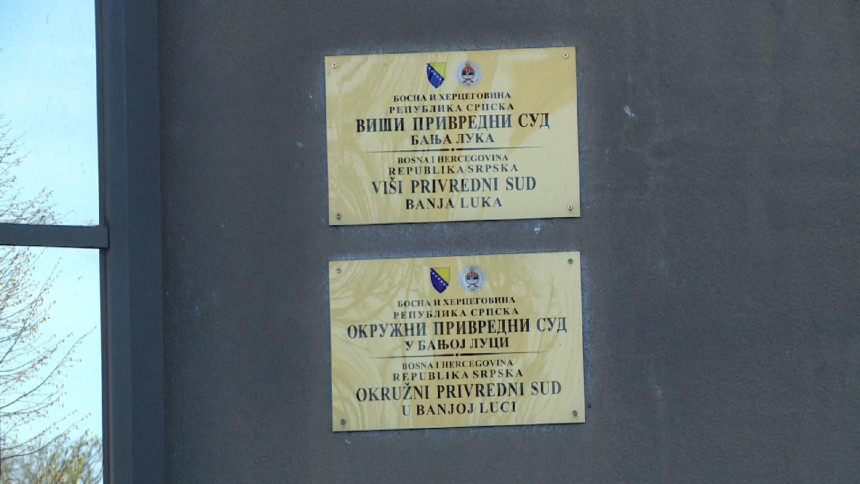 БОСНА И ХЕРЦЕГОВИНА
РЕПУБЛИКА СРПСКА
ВИШИ ПРИВРЕДНИ СУД
БАЊА ЛУКА
BOSNA I HERCEGOVINA
REPUBLIKA SRPSKA
VIŠI PRIVREDNI SUD
BANJA LUKA
БОСНА И ХЕРЦЕГОВИНА
РЕПУБЛИКА СРПСКА
ОКРУЖНИ ПРИВРЕДНИ СУД
У БАЊОЈ ЛУЦИ
BOSNA I HERCEGOVINA
REPUBLIKA SRPSKA
OKRUŽNI PRIVREDNI SUD
U BANJOJ LUCI